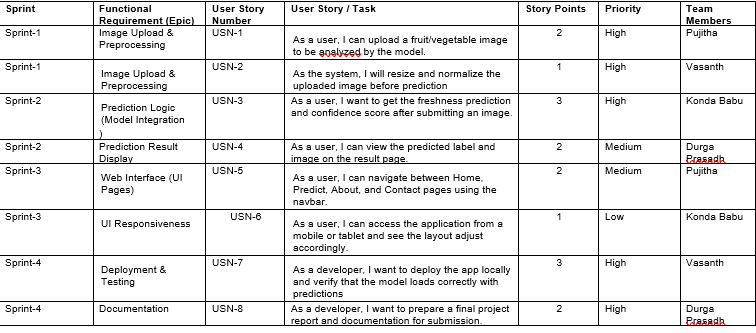 Sprint Functional Requirement (Epic) User Story Number User Story / Task Story Points Priority Team Members
Sprint-1 Image Upload & Preprocessing USN-1 As a user, I can upload a fruit/vegetable image to be analyzed by the model. 2 High Pujitha
Sprint-1 Image Upload & Preprocessing USN-2 As the system, I will resize and normalize the uploaded image before prediction 1 High Vasanth
Sprint-2 Prediction Logic (Model Integration ) USN-3 As a user, I want to get the freshness prediction and confidence score after submitting an image. 3 High Konda Babu
Sprint-2 Prediction Result Display USN-4 As a user, I can view the predicted label and image on the result page. 2 Medium Durga Prasadh
Sprint-3 Web Interface (UI Pages) USN-5 As a user, I can navigate between Home, Predict, About, and Contact pages using the navbar. 2 Medium Pujitha
Sprint-3 UI Responsiveness USN-6 As a user, I can access the application from a mobile or tablet and see the layout adjust accordingly. 1 Low Konda Babu
Sprint-4 Deployment & Testing USN-7 As a developer, I want to deploy the app locally and verify that the model loads correctly with predictions 3 High Vasanth
Sprint-4 Documentation USN-8 As a developer, I want to prepare a final project report and documentation for submission. 2 High Durga Prasadh